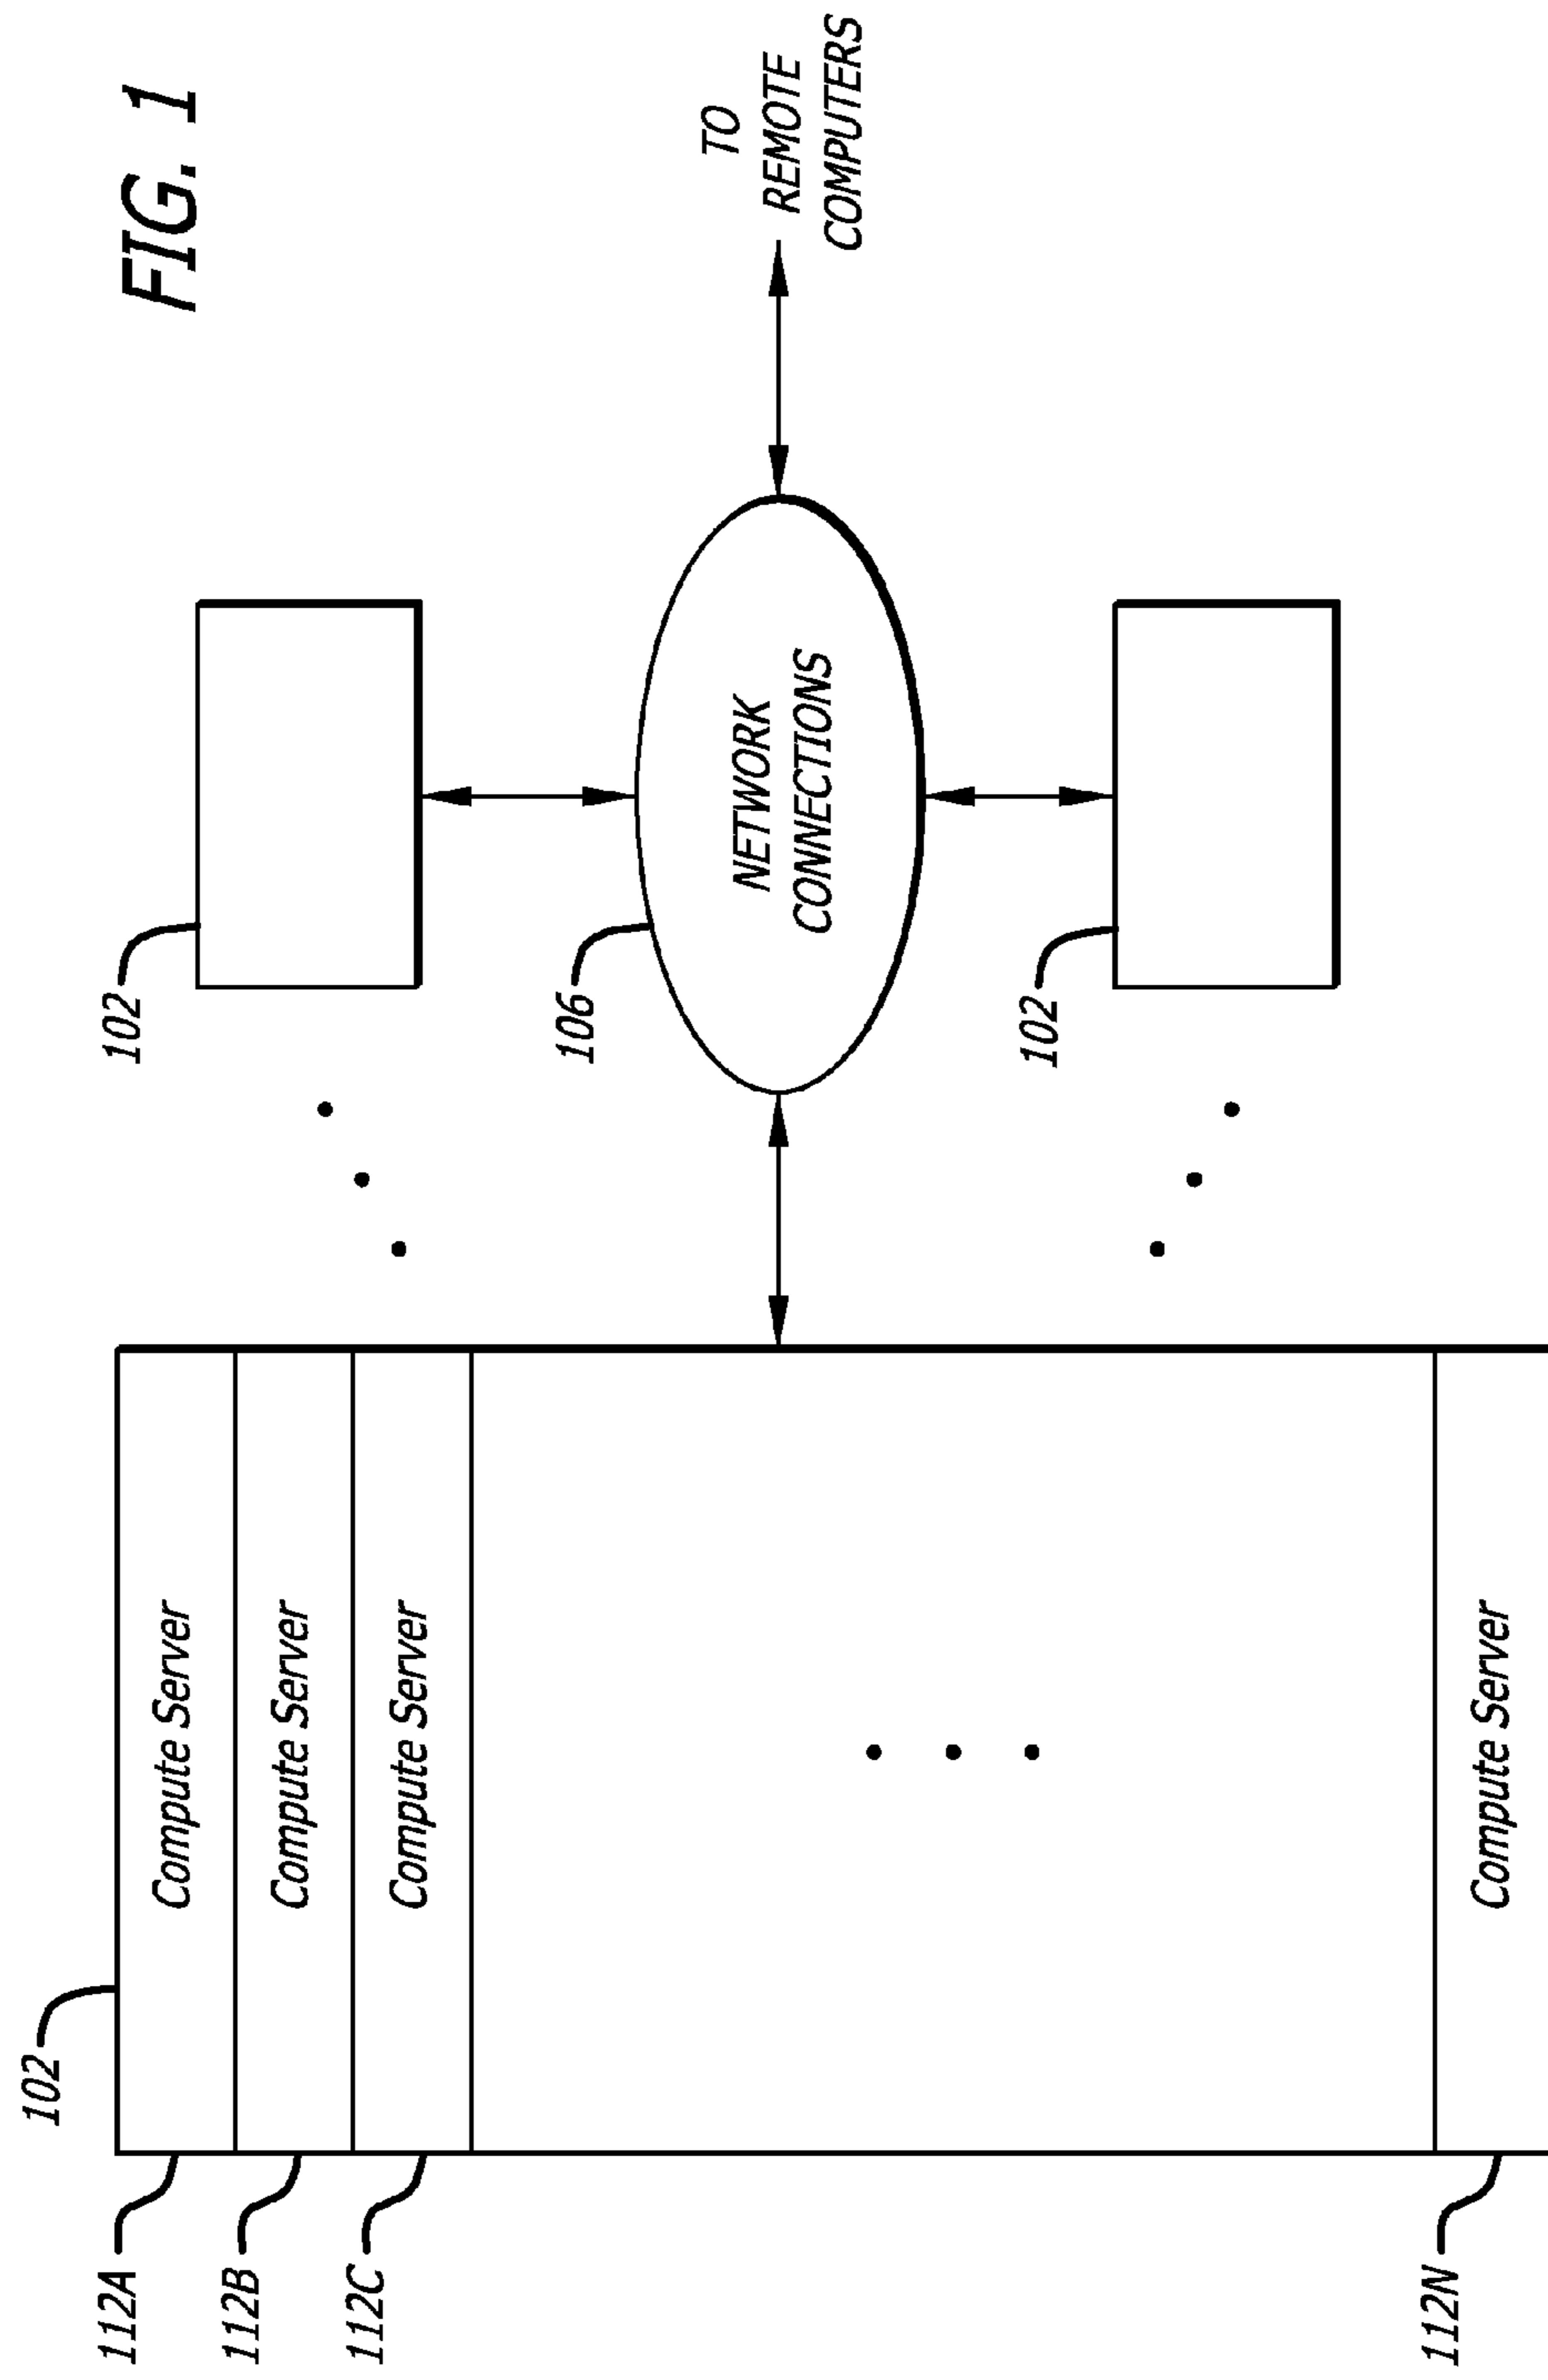 FIG. 1
102
112A
Compute Server
112B
Compute Server
112C
Compute Server
112N
Compute Server
102
106
NETWORK
CONNECTIONS
102
TO
REMOTE
COMPUTERS